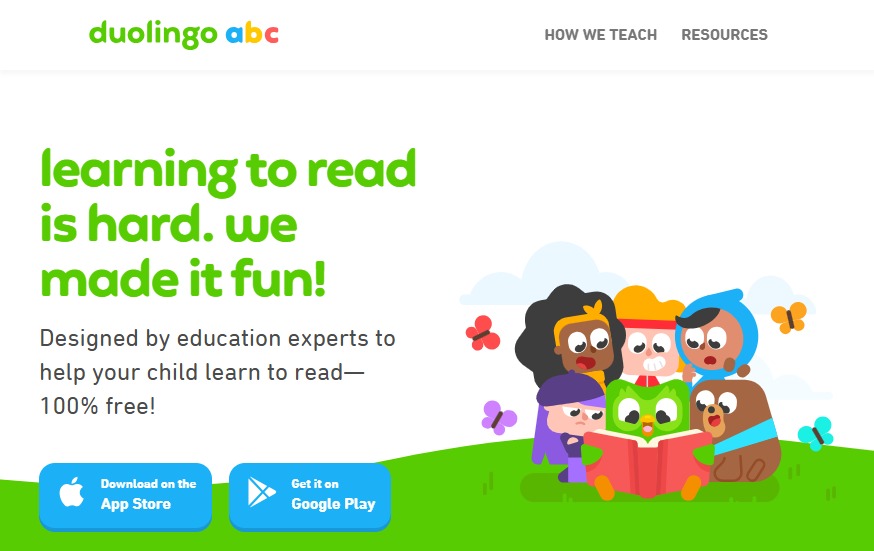 duolingo abc
HOW WE TEACH RESOURCES
learning to read
is hard. we
made it fun!
Designed by education experts to
help your child learn to read—
100% free!
Download on the
App Store
Get it on
Google Play